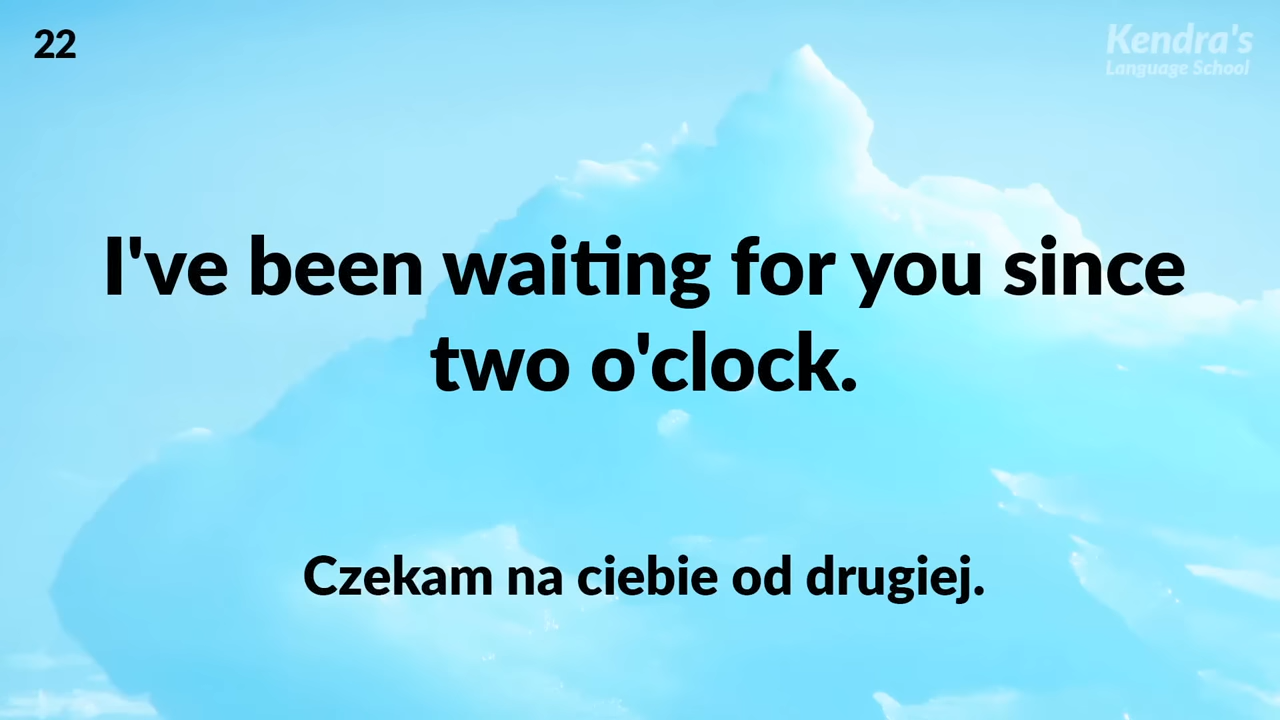 22
Kendra's
Language School
I've been waiting for you since
two o'clock.
Czekam na ciebie od drugiej.